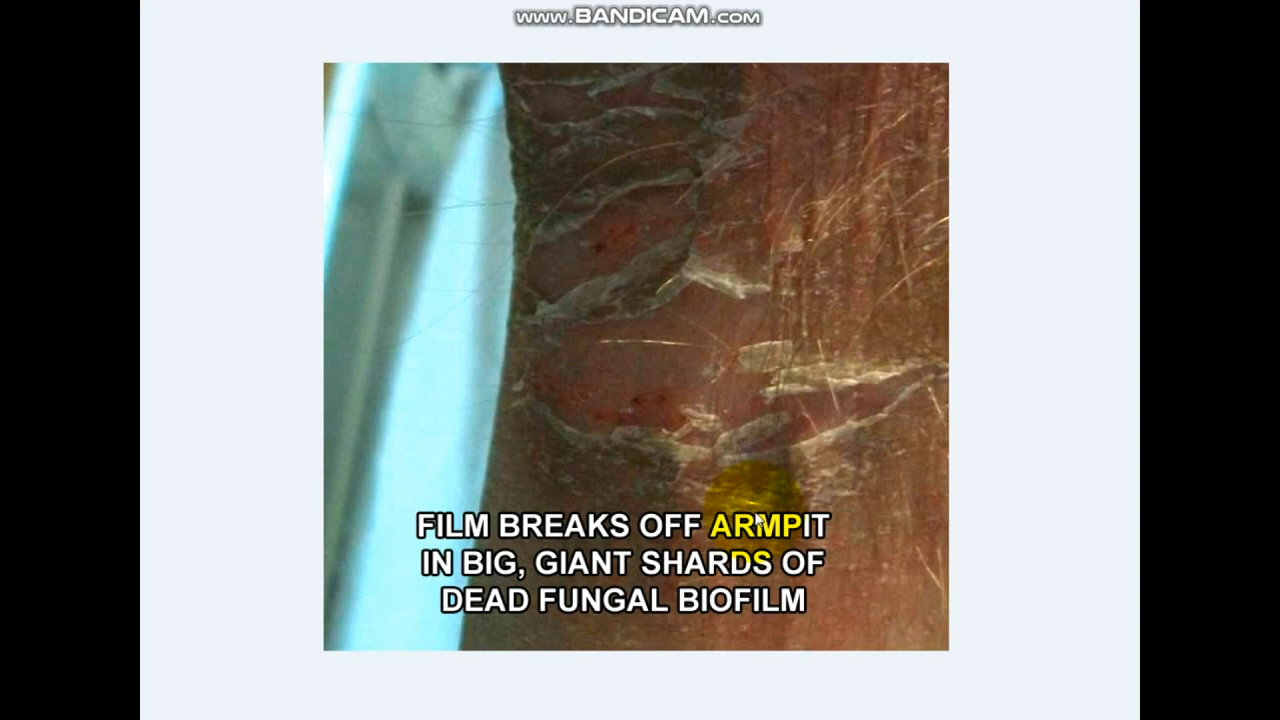 www.BANDICAM.com
FILM BREAKS OFF ARMPIT
IN BIG, GIANT SHARDS OF
DEAD FUNGAL BIOFILM